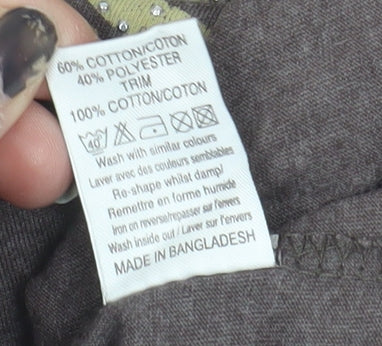 60% COTTON/COTON
40% POLYESTER
TRIM
100% COTTON/COTON
40
Wash with similar colours
Laver avec des couleurs semblables
Re-shape whilst damp/
Remettre en forme humide
Iron on reverse/repasser sur l'envers
Wash inside out / Laver sur l'envers
MADE IN BANGLADESH